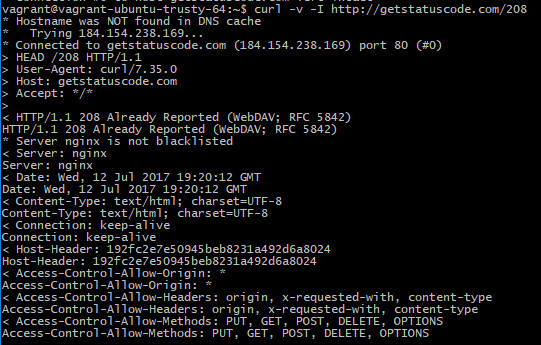 vagrant@vagrant-ubuntu-trusty-64:~$ curl -v -I http://getstatuscode.com/208
* Hostname was NOT found in DNS cache
*   Trying 184.154.238.169...
* Connected to getstatuscode.com (184.154.238.169) port 80 (#0)
> HEAD /208 HTTP/1.1
> User-Agent: curl/7.35.0
> Host: getstatuscode.com
> Accept: */*
>
< HTTP/1.1 208 Already Reported (WebDAV; RFC 5842)
HTTP/1.1 208 Already Reported (WebDAV; RFC 5842)
* Server nginx is not blacklisted
< Server: nginx
Server: nginx
< Date: Wed, 12 Jul 2017 19:20:12 GMT
Date: Wed, 12 Jul 2017 19:20:12 GMT
< Content-Type: text/html; charset=UTF-8
Content-Type: text/html; charset=UTF-8
< Connection: keep-alive
Connection: keep-alive
< Host-Header: 192fc2e7e50945beb8231a492d6a8024
Host-Header: 192fc2e7e50945beb8231a492d6a8024
< Access-Control-Allow-Origin: *
Access-Control-Allow-Origin: *
< Access-Control-Allow-Headers: origin, x-requested-with, content-type
Access-Control-Allow-Headers: origin, x-requested-with, content-type
< Access-Control-Allow-Methods: PUT, GET, POST, DELETE, OPTIONS
Access-Control-Allow-Methods: PUT, GET, POST, DELETE, OPTIONS